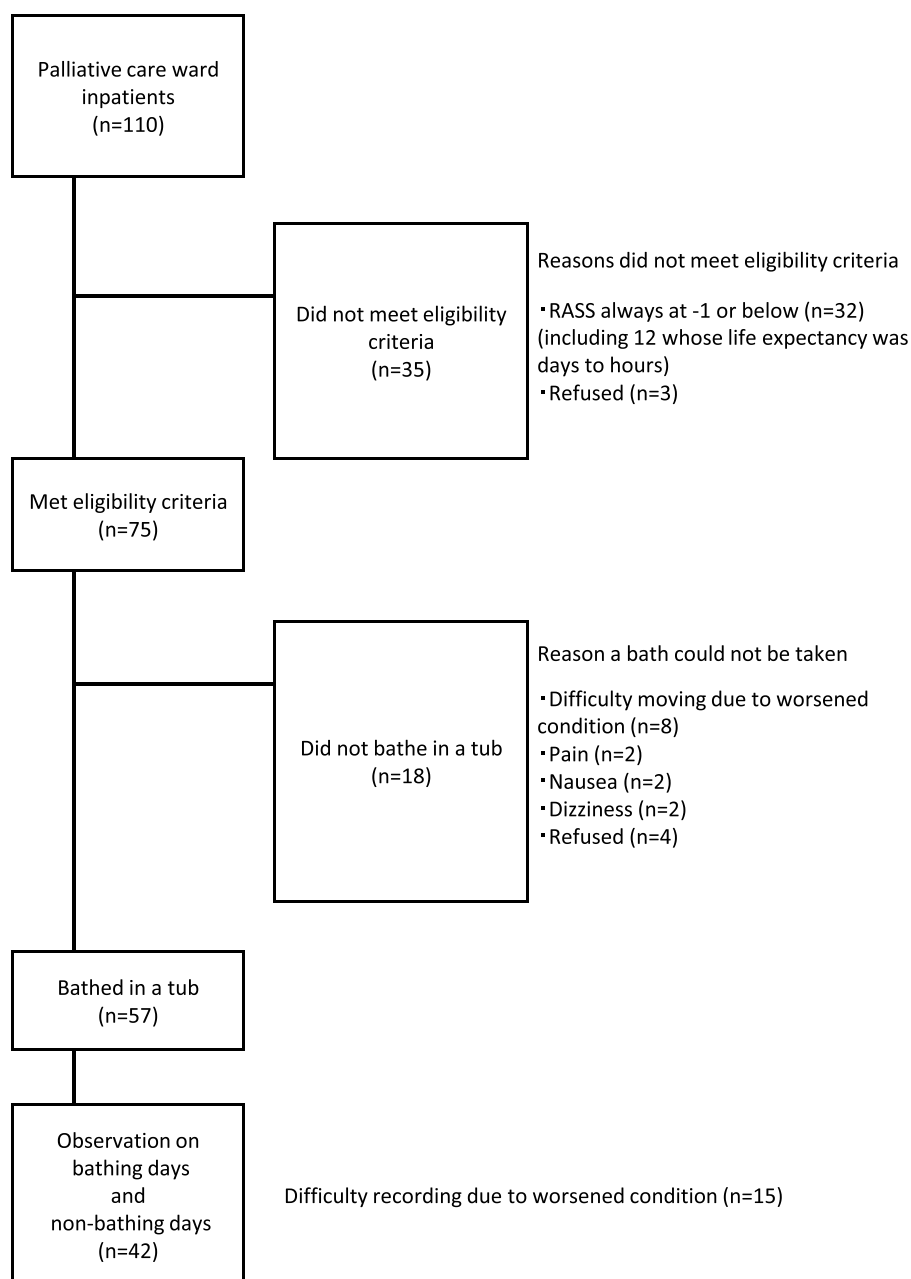 Palliative care ward
inpatients
(n=110)
Did not meet eligibility
criteria
(n=35)
Reasons did not meet eligibility criteria
・RASS always at -1 or below (n=32)
(including 12 whose life expectancy was
days to hours)
・Refused (n=3)
Met eligibility criteria
(n=75)
Did not bathe in a tub
(n=18)
Reason a bath could not be taken
・Difficulty moving due to worsened
condition (n=8)
・Pain (n=2)
・Nausea (n=2)
・Dizziness (n=2)
・Refused (n=4)
Bathed in a tub
(n=57)
Observation on
bathing days
and
non-bathing days
(n=42)
Difficulty recording due to worsened condition (n=15)